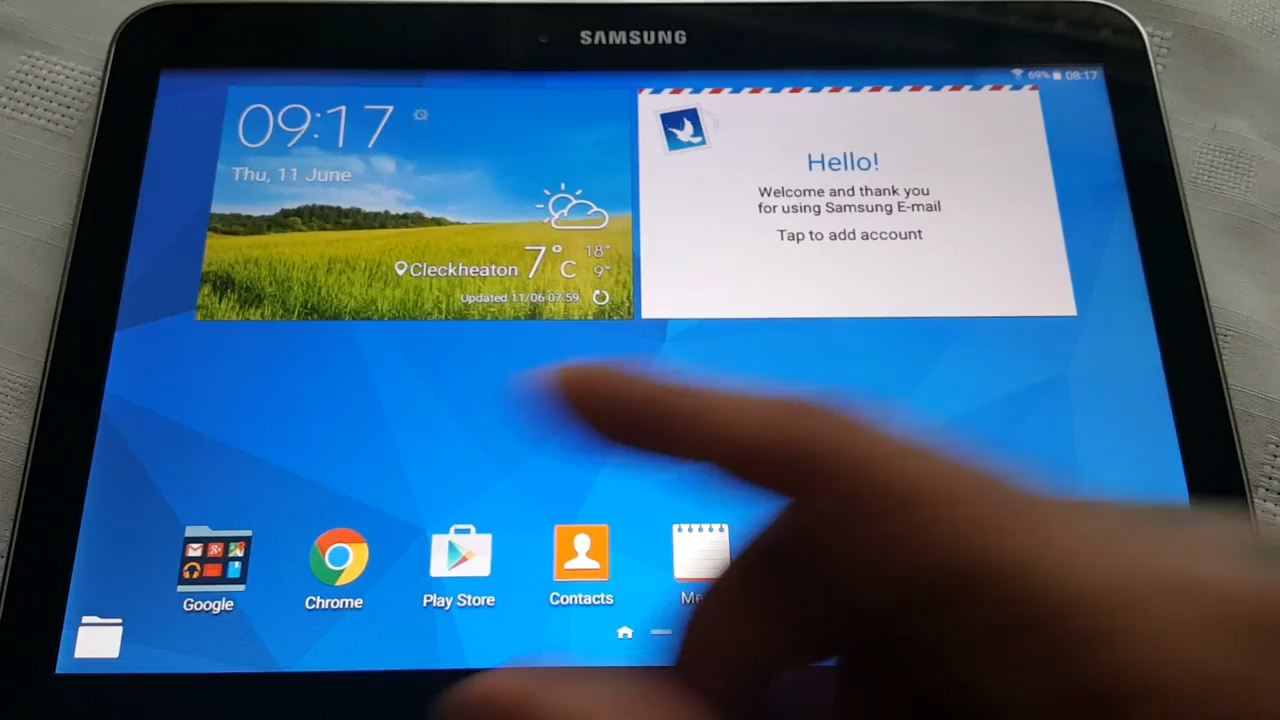 SAMSUNG
69% 08:17
09:17
Thu, 11 June
Cleckheaton 7°C
18°
9°
Updated 11/06 07:59
Hello!
Welcome and thank you
for using Samsung E-mail
Tap to add account
Google
Chrome
Play Store
Contacts